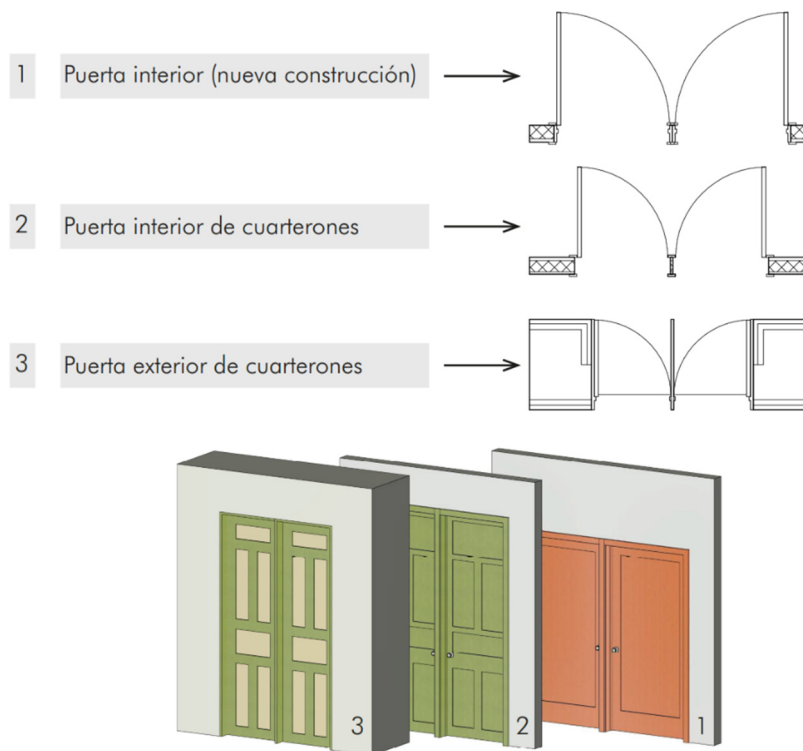 1 Puerta interior (nueva construcción)
2 Puerta interior de cuarterones
3 Puerta exterior de cuarterones
3 2 1